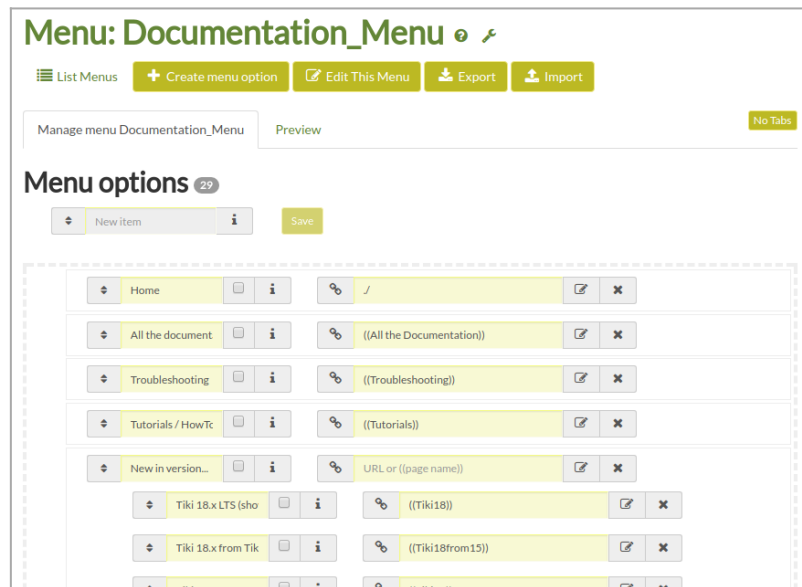 Menu: Documentation_Menu
List Menus Create menu option Edit This Menu Export Import
Manage menu Documentation_Menu Preview No Tabs
Menu options 29
New item Save
Home ./
All the document ((All the Documentation))
Troubleshooting ((Troubleshooting))
Tutorials / HowTo ((Tutorials))
New in version... URL or ((page name))
Tiki 18.x LTS (sho ((Tiki18))
Tiki 18.x from Tik ((Tiki18from15))